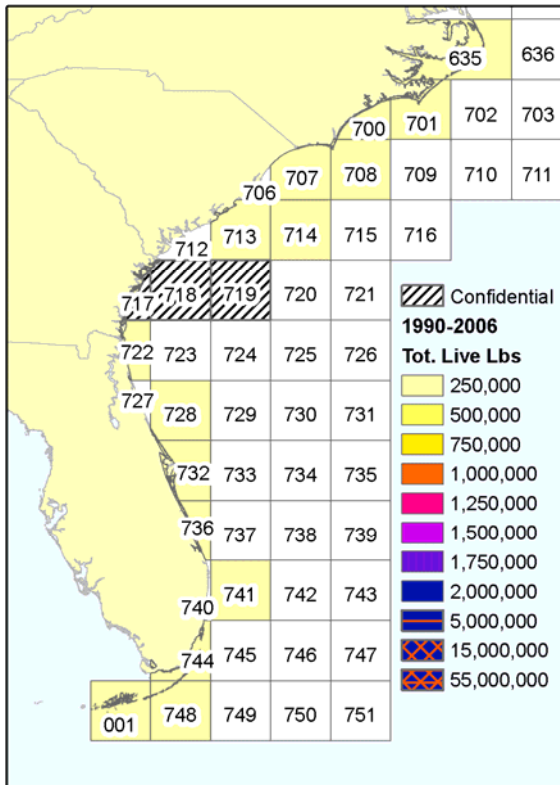 635 636
700 701 702 703
706 707 708 709 710 711
712 713 714 715 716
717 718 719 720 721
722 723 724 725 726
727 728 729 730 731
732 733 734 735
736 737 738 739
740 741 742 743
744 745 746 747
001 748 749 750 751
Confidential
1990-2006
Tot. Live Lbs
250,000
500,000
750,000
1,000,000
1,250,000
1,500,000
1,750,000
2,000,000
5,000,000
15,000,000
55,000,000